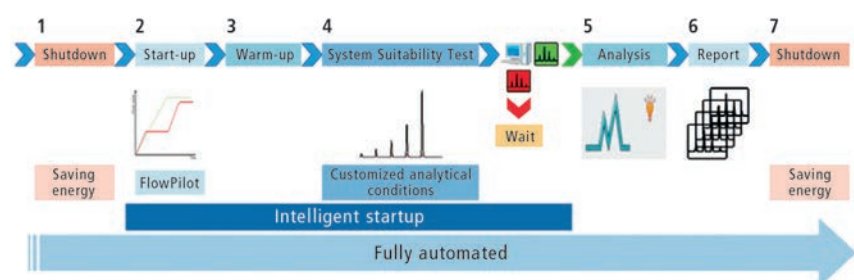 1 2 3 4 5 6 7
Shutdown Start-up Warm-up System Suitability Test Analysis Report Shutdown
Wait
Saving
energy
FlowPilot
Customized analytical
conditions
Saving
energy
Intelligent startup
Fully automated